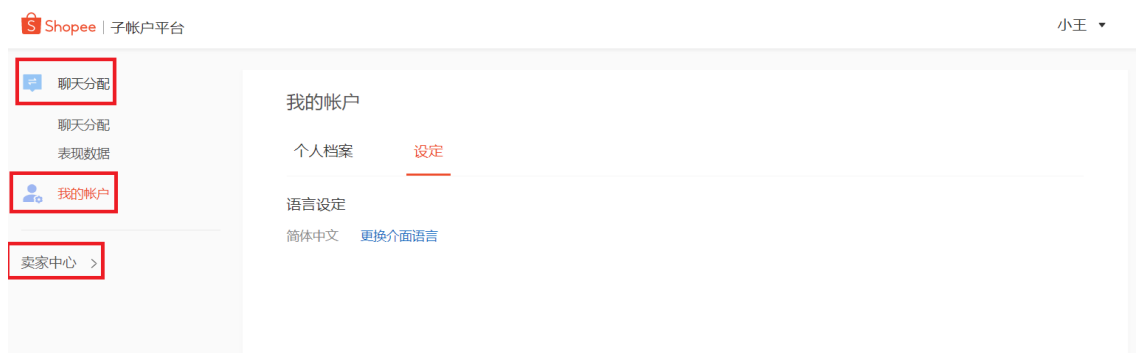 Shopee | 子帐户平台
小王
聊天分配
聊天分配
表现数据
我的帐户
卖家中心 >
我的帐户
个人档案 设定
语言设定
简体中文 更换介面语言